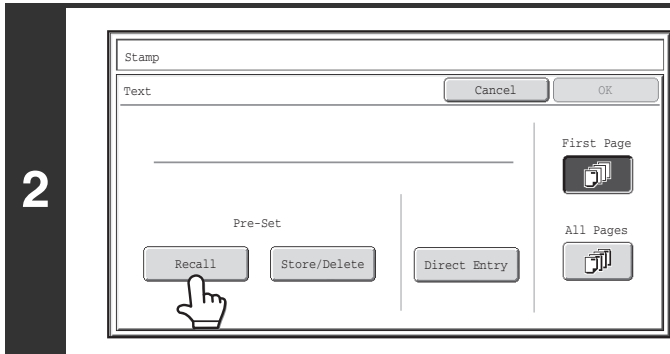 2
Stamp
Text Cancel OK
First Page
Pre-Set
All Pages
Recall Store/Delete Direct Entry